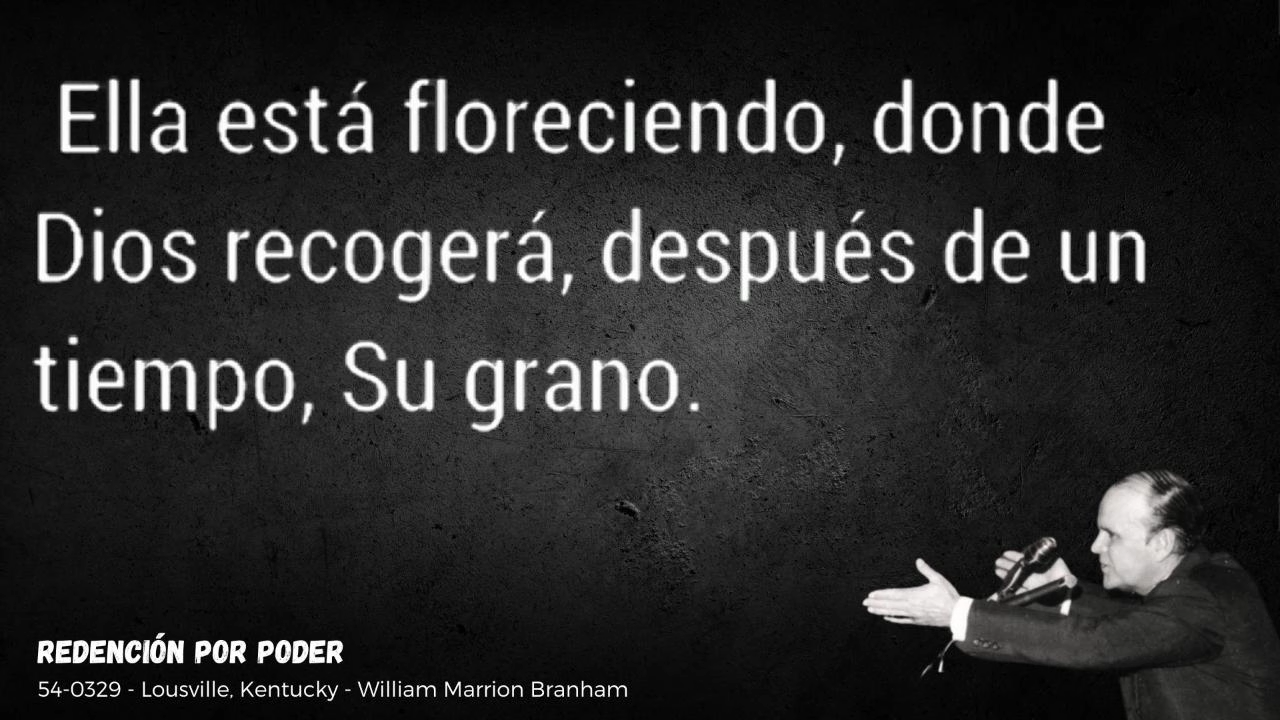 Ella está floreciendo, donde
Dios recogerá, después de un
tiempo, Su grano.
REDENCIÓN POR PODER
54-0329 - Lousville, Kentucky - William Marrion Branham